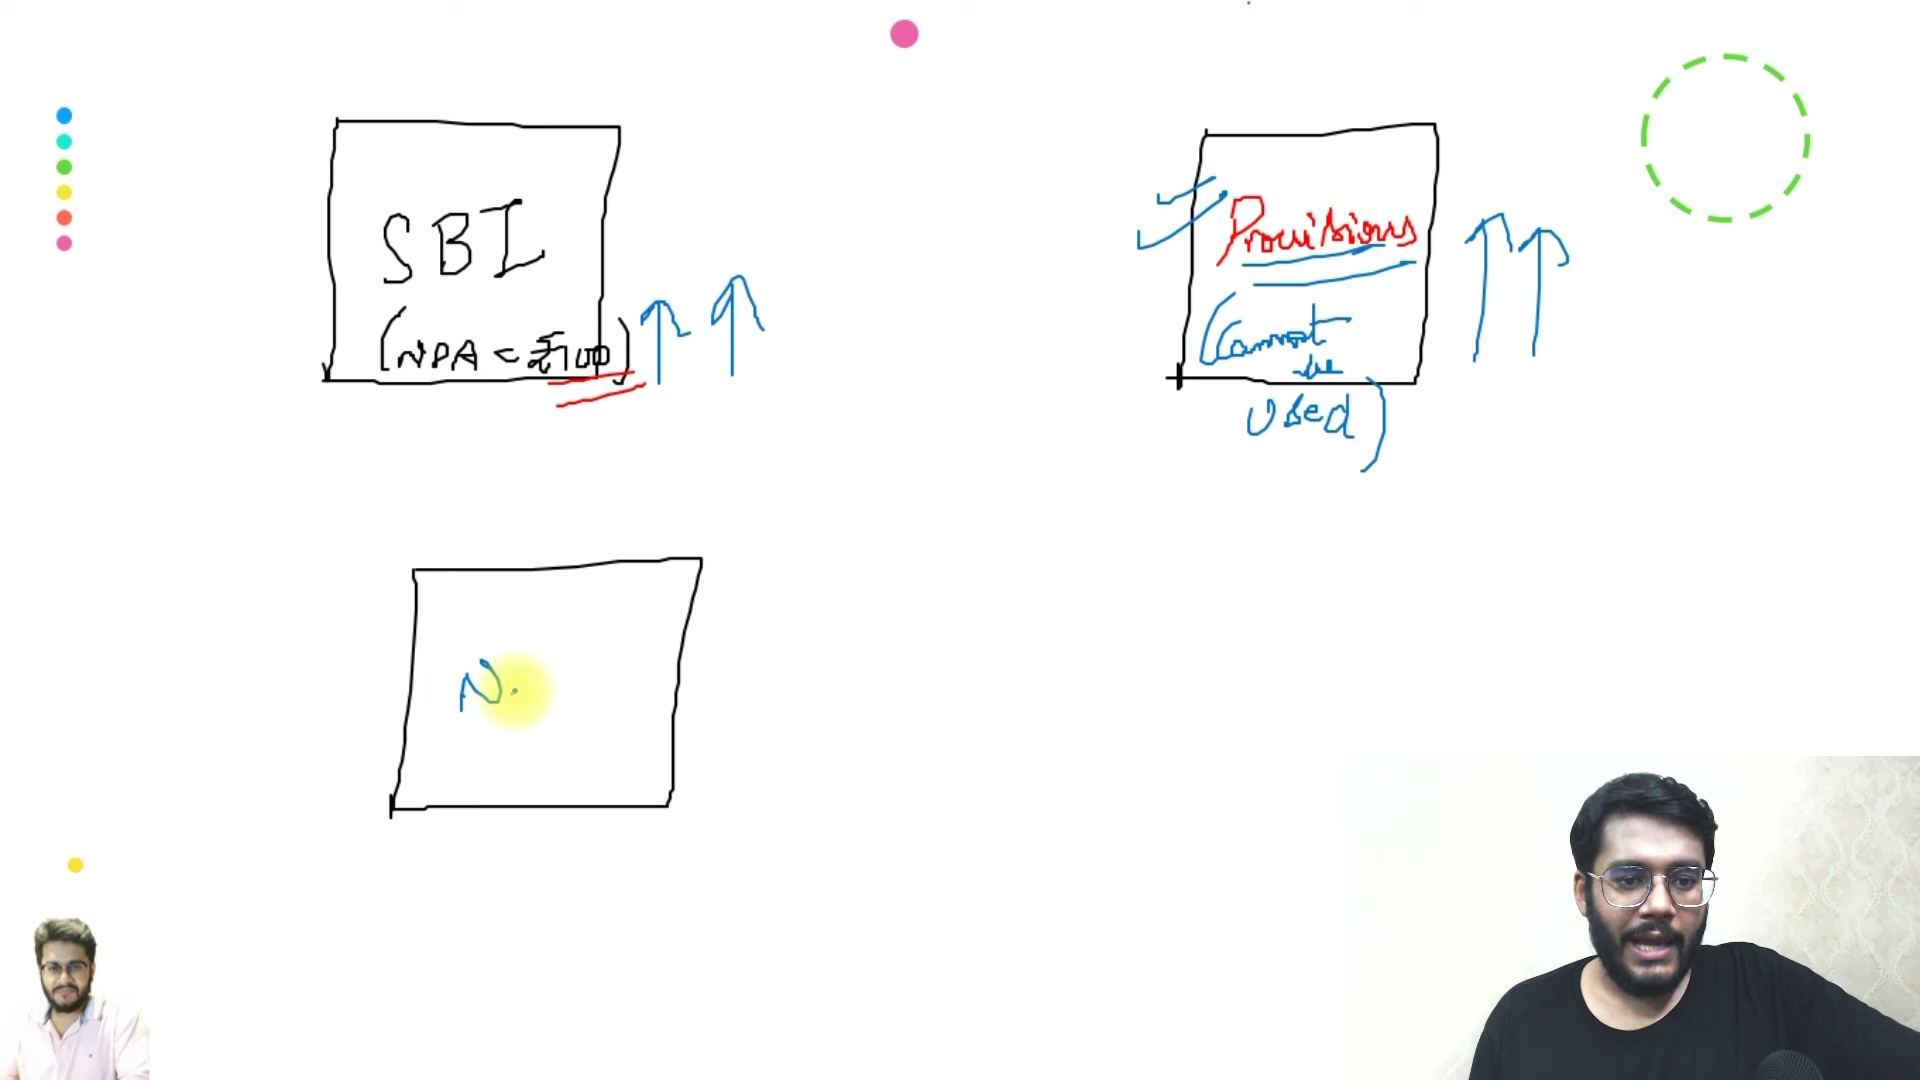 SBI
(NPA = ₹100)
Provisions
(Cannot
be
Used)
N